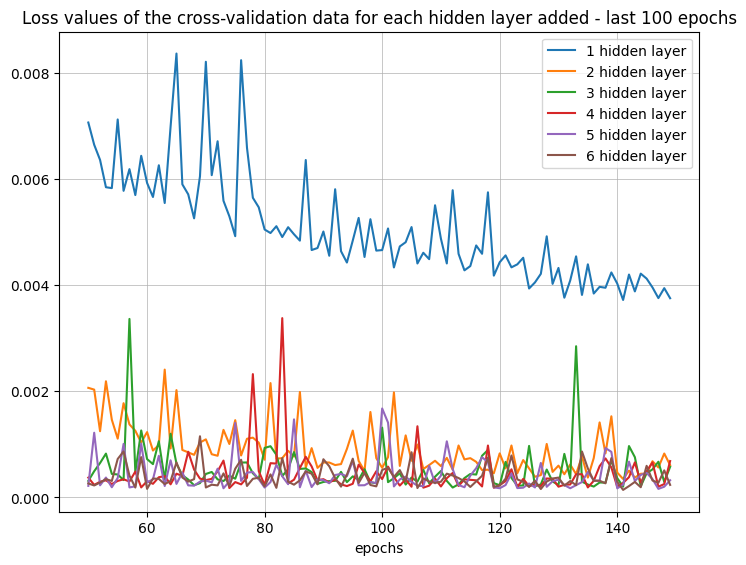 Loss values of the cross-validation data for each hidden layer added - last 100 epochs
0.008
0.006
0.004
0.002
0.000
1 hidden layer
2 hidden layer
3 hidden layer
4 hidden layer
5 hidden layer
6 hidden layer
60
80
100
120
140
epochs